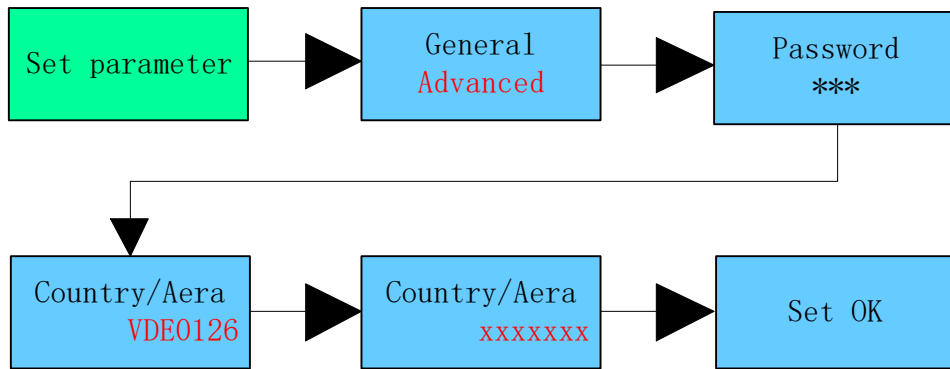 Set parameter
General
Advanced
Password
***
Country/Aera
VDE0126
Country/Aera
xxxxxxx
Set OK